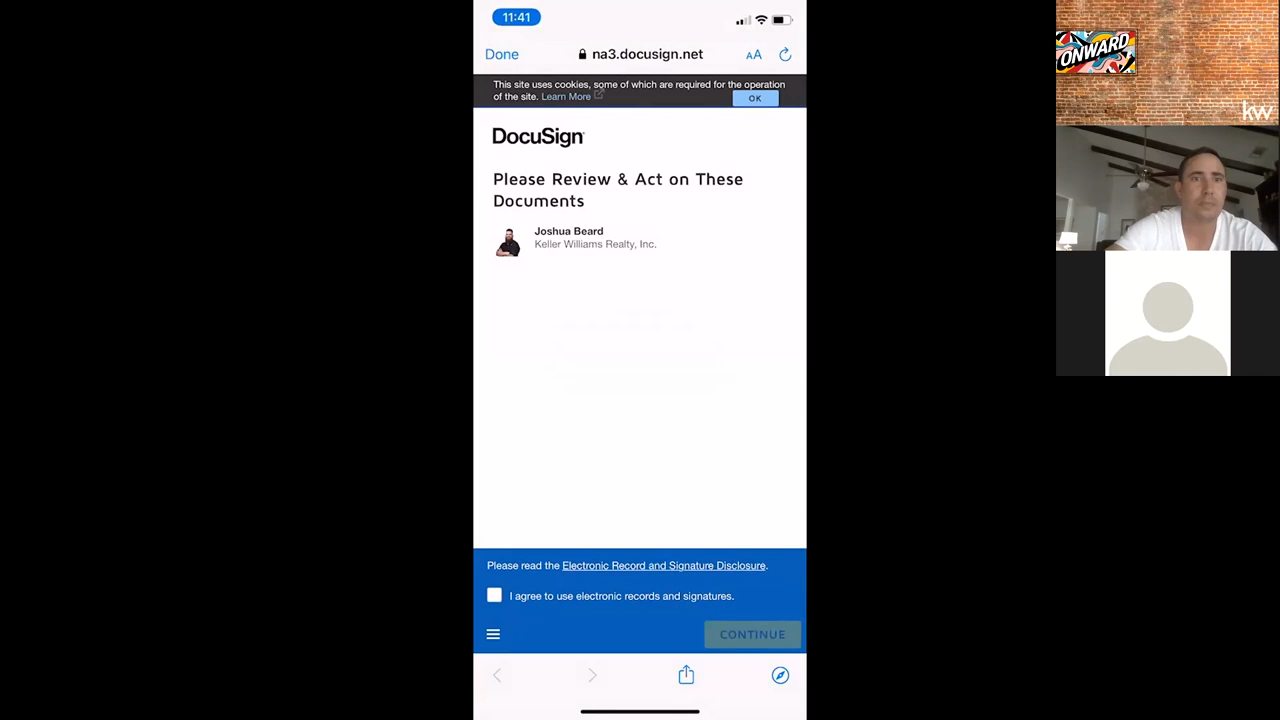 11:41
Done
na3.docusign.net
AA
This site uses cookies, some of which are required for the operation
of the site. Learn More
OK
DocuSign
Please Review & Act on These
Documents
Joshua Beard
Keller Williams Realty, Inc.
Please read the Electronic Record and Signature Disclosure.
I agree to use electronic records and signatures.
CONTINUE
ONWARD
kw